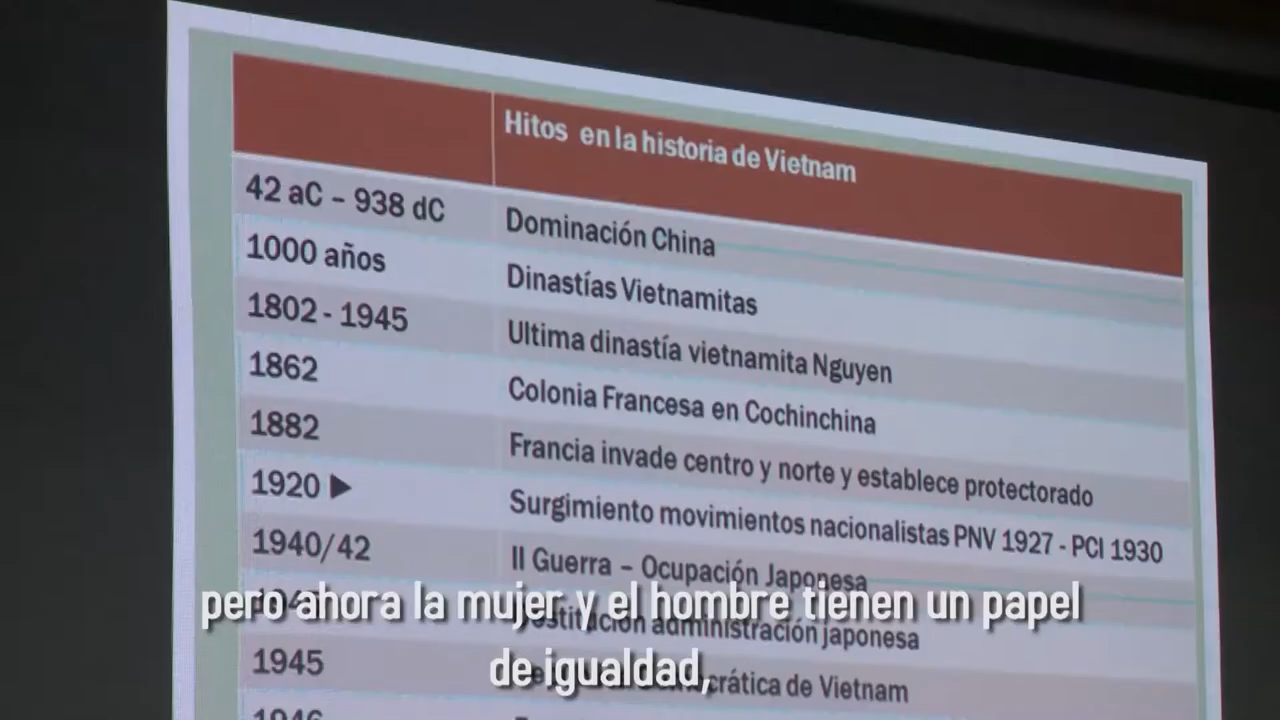 Hitos en la historia de Vietnam
42 aC – 938 dC Dominación China
1000 años Dinastías Vietnamitas
1802 - 1945 Ultima dinastía vietnamita Nguyen
1862 Colonia Francesa en Cochinchina
1882 Francia invade centro y norte y establece protectorado
1920 ▶ Surgimiento movimientos nacionalistas PNV 1927 - PCI 1930
1940/42 II Guerra – Ocupación Japonesa
administración japonesa
1945 de Vietnam
pero ahora la mujer y el hombre tienen un papel
de igualdad,